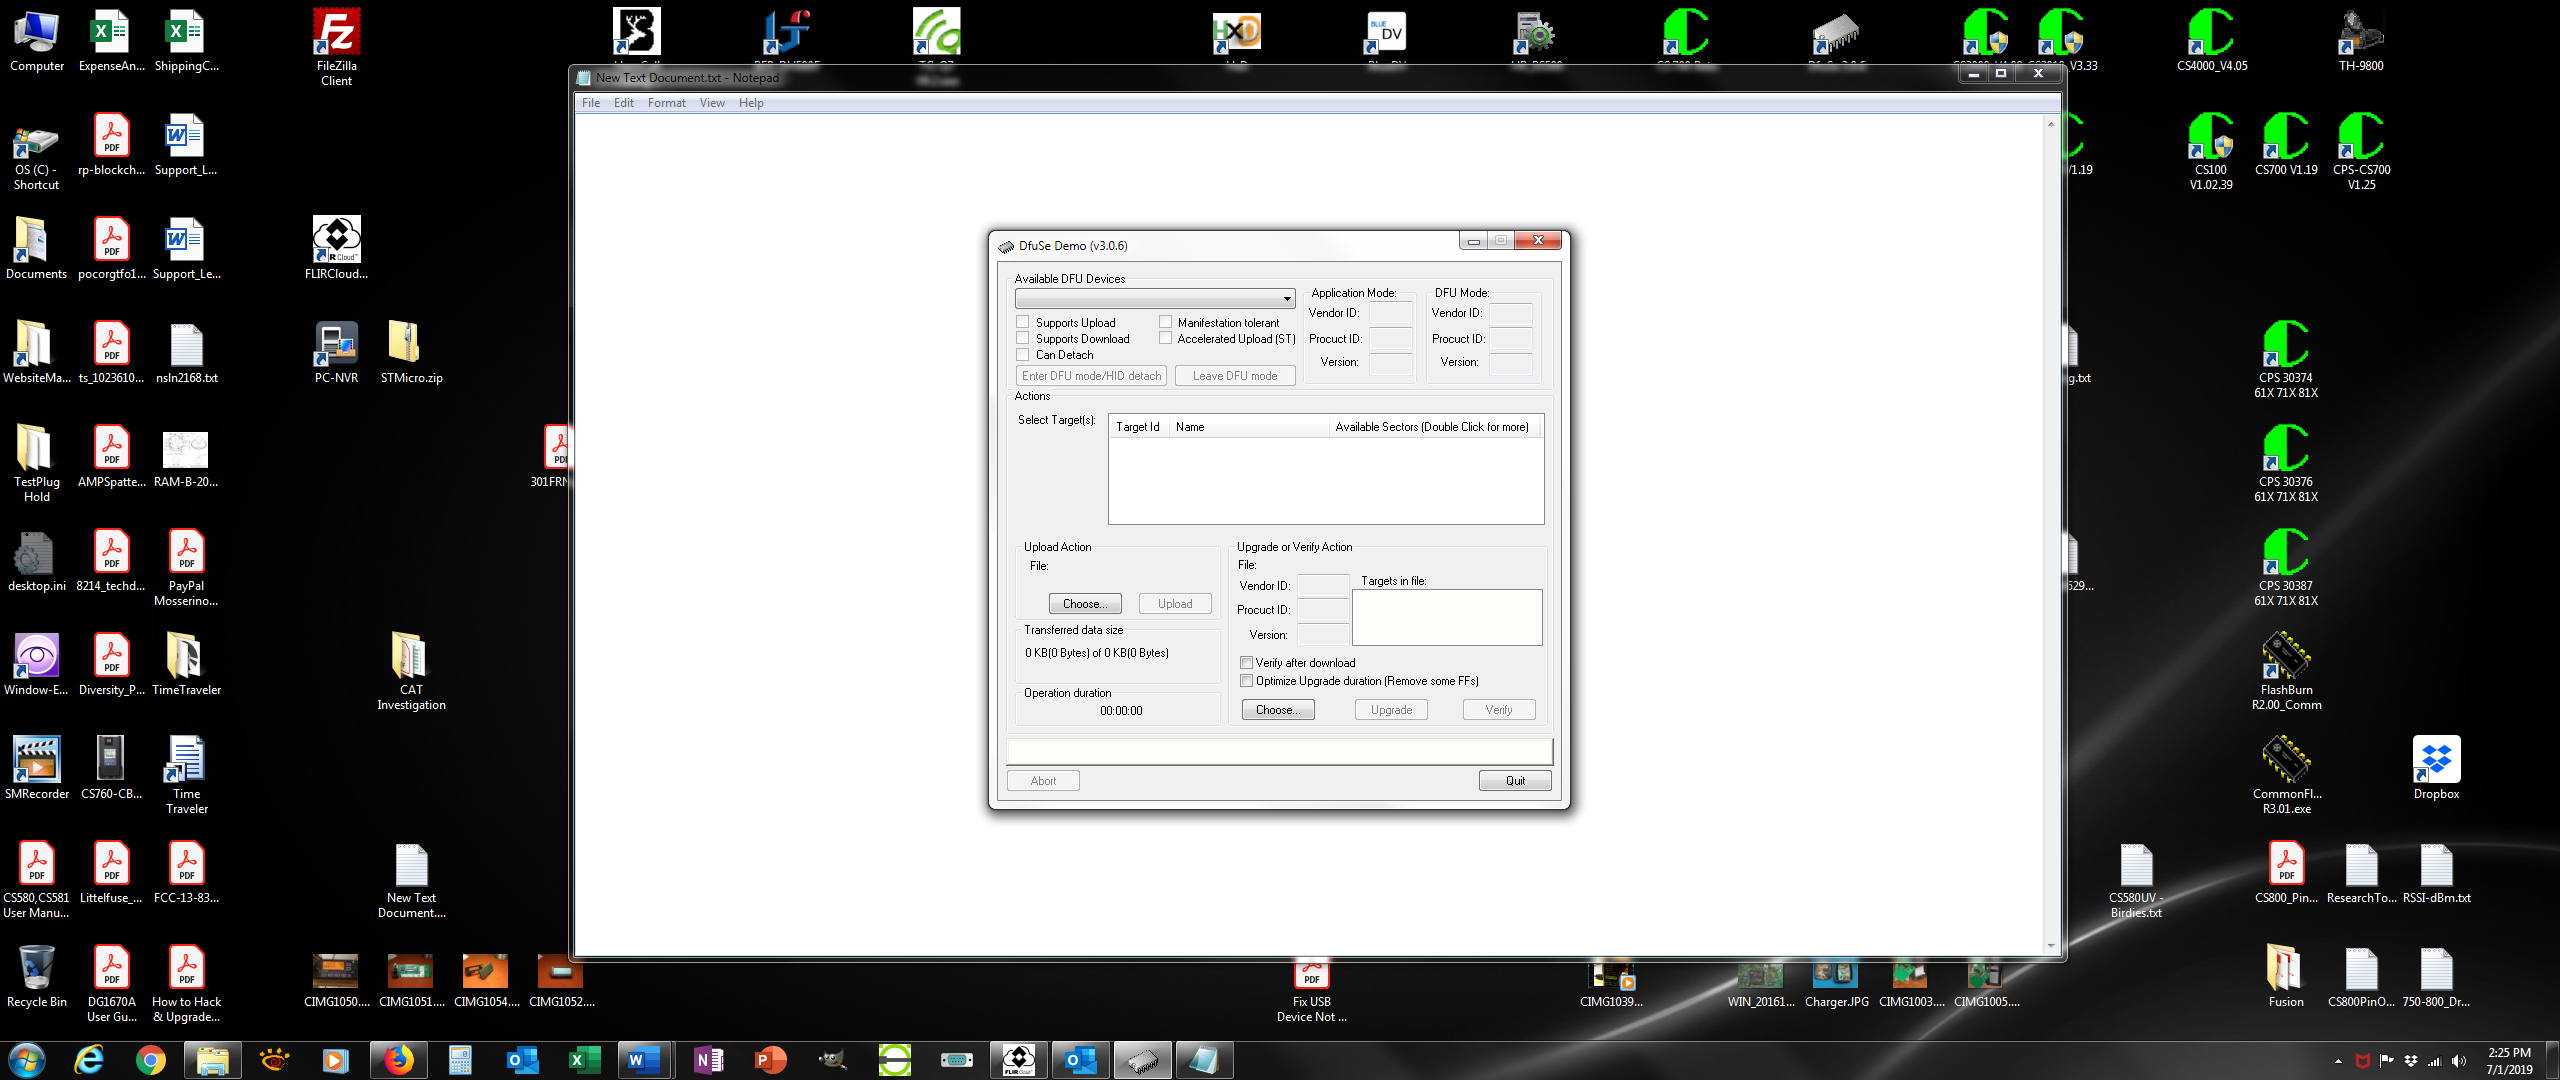 Computer
ExpenseAn...
ShippingC...
FileZilla
Client
CS4000_V4.05
TH-9800
New Text Document.txt - Notepad
File Edit Format View Help
OS (C) -
Shortcut
rp-blockch...
Support_L...
V1.19
CS100
V1.02.39
CS700 V1.19
CPS-CS700
V1.25
Documents
pocorgtfo1...
Support_Le...
FLIRCloud...
WebsiteMa...
ts_1023610...
nsln2168.txt
PC-NVR
STMicro.zip
g.txt
CPS 30374
61X 71X 81X
TestPlug
Hold
AMPSpatte...
RAM-B-20...
301FRN
CPS 30376
61X 71X 81X
desktop.ini
8214_techd...
PayPal
Mosserino...
529...
CPS 30387
61X 71X 81X
Window-E...
Diversity_P...
TimeTraveler
CAT
Investigation
FlashBurn
R2.00_Comm
SMRecorder
CS760-CB...
Time
Traveler
CommonFl...
R3.01.exe
Dropbox
CS580,CS581
User Manu...
Littelfuse_...
FCC-13-83...
New Text
Document....
CS580UV -
Birdies.txt
CS800_Pin...
ResearchTo...
RSSI-dBm.txt
Recycle Bin
DG1670A
User Gu...
How to Hack
& Upgrade...
CIMG1050....
CIMG1051....
CIMG1054....
CIMG1052....
Fix USB
Device Not ...
CIMG1039...
WIN_20161...
Charger.JPG
CIMG1003....
CIMG1005....
Fusion
CS800PinO...
750-800_Dr...
DfuSe Demo (v3.0.6)
Available DFU Devices
Supports Upload
Manifestation tolerant
Supports Download
Accelerated Upload (ST)
Can Detach
Enter DFU mode/HID detach
Leave DFU mode
Application Mode:
Vendor ID:
Procuct ID:
Version:
DFU Mode:
Vendor ID:
Procuct ID:
Version:
Actions
Select Target(s):
Target Id Name Available Sectors (Double Click for more)
Upload Action
File:
Choose...
Upload
Transferred data size
0 KB(0 Bytes) of 0 KB(0 Bytes)
Operation duration
00:00:00
Upgrade or Verify Action
File:
Vendor ID:
Procuct ID:
Version:
Targets in file:
Verify after download
Optimize Upgrade duration (Remove some FFs)
Choose...
Upgrade
Verify
Abort
Quit
2:25 PM
7/1/2019